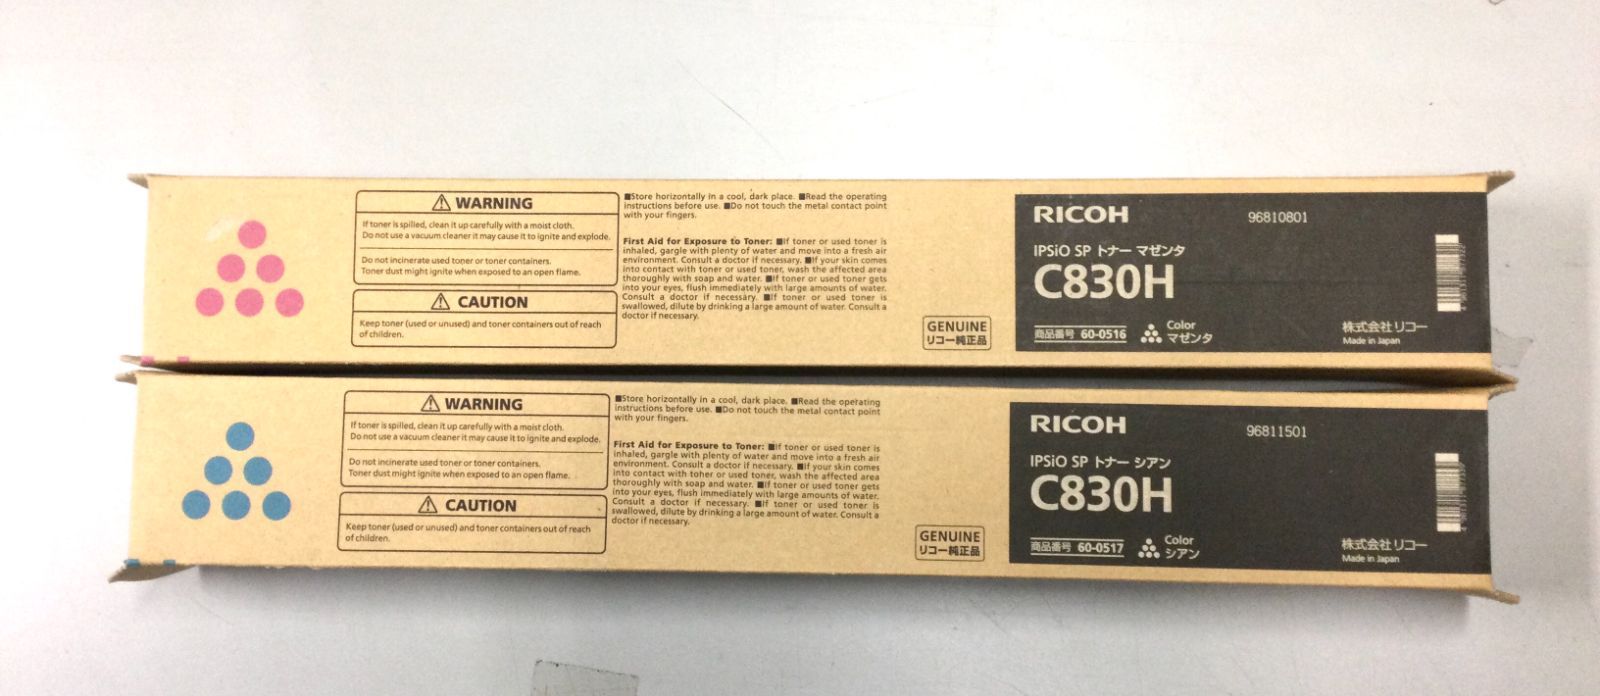 WARNING
If toner is spilled, clean it up carefully with a moist cloth.
Do not use a vacuum cleaner it may cause it to ignite and explode.
Do not incinerate used toner or toner containers.
Toner dust might ignite when exposed to an open flame.
CAUTION
Keep toner (used or unused) and toner containers out of reach
of children.
■Store horizontally in a cool, dark place. ■Read the operating
instructions before use. ■Do not touch the metal contact point
with your fingers.
First Aid for Exposure to Toner: ■If toner or used toner is
inhaled, gargle with plenty of water and move into a fresh air
environment. Consult a doctor if necessary. ■If your skin comes
into contact with toner or used toner, wash the affected area
thoroughly with soap and water. ■If toner or used toner gets
into your eyes, flush immediately with large amounts of water.
Consult a doctor if necessary. ■If toner or used toner is
swallowed, dilute by drinking a large amount of water. Consult a
doctor if necessary.
GENUINE
リコー純正品
RICOH
96810801
IPSiO SP トナー マゼンタ
C830H
商品番号 60-0516
Color
マゼンタ
株式会社リコー
Made in Japan
WARNING
If toner is spilled, clean it up carefully with a moist cloth.
Do not use a vacuum cleaner it may cause it to ignite and explode.
Do not incinerate used toner or toner containers.
Toner dust might ignite when exposed to an open flame.
CAUTION
Keep toner (used or unused) and toner containers out of reach
of children.
■Store horizontally in a cool, dark place. ■Read the operating
instructions before use. ■Do not touch the metal contact point
with your fingers.
First Aid for Exposure to Toner: ■If toner or used toner is
inhaled, gargle with plenty of water and move into a fresh air
environment. Consult a doctor if necessary. ■If your skin comes
into contact with toner or used toner, wash the affected area
thoroughly with soap and water. ■If toner or used toner gets
into your eyes, flush immediately with large amounts of water.
Consult a doctor if necessary. ■If toner or used toner is
swallowed, dilute by drinking a large amount of water. Consult a
doctor if necessary.
GENUINE
リコー純正品
RICOH
96811501
IPSiO SP トナー シアン
C830H
商品番号 60-0517
Color
シアン
株式会社リコー
Made in Japan